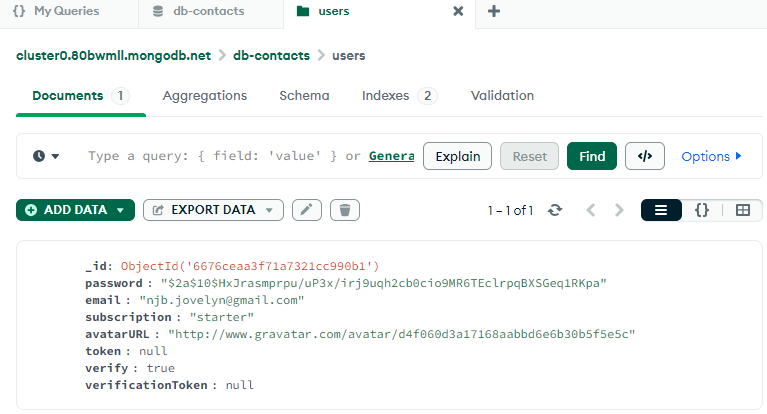 {} My Queries db-contacts users
cluster0.80bwmll.mongodb.net > db-contacts > users
Documents 1 Aggregations Schema Indexes 2 Validation
Type a query: { field: 'value' } or Genera Explain Reset Find </> Options
ADD DATA EXPORT DATA 1–1 of 1 {}
_id: ObjectId('6676ceaa3f71a7321cc990b1')
password : "$2a$10$HxJrasmprpu/uP3x/irj9uqh2cb0cio9MR6TEclrpqBXSGeq1RKpa"
email : "njb.jovelyn@gmail.com"
subscription : "starter"
avatarURL : "http://www.gravatar.com/avatar/d4f060d3a17168aabbd6e6b30b5f5e5c"
token : null
verify : true
verificationToken : null